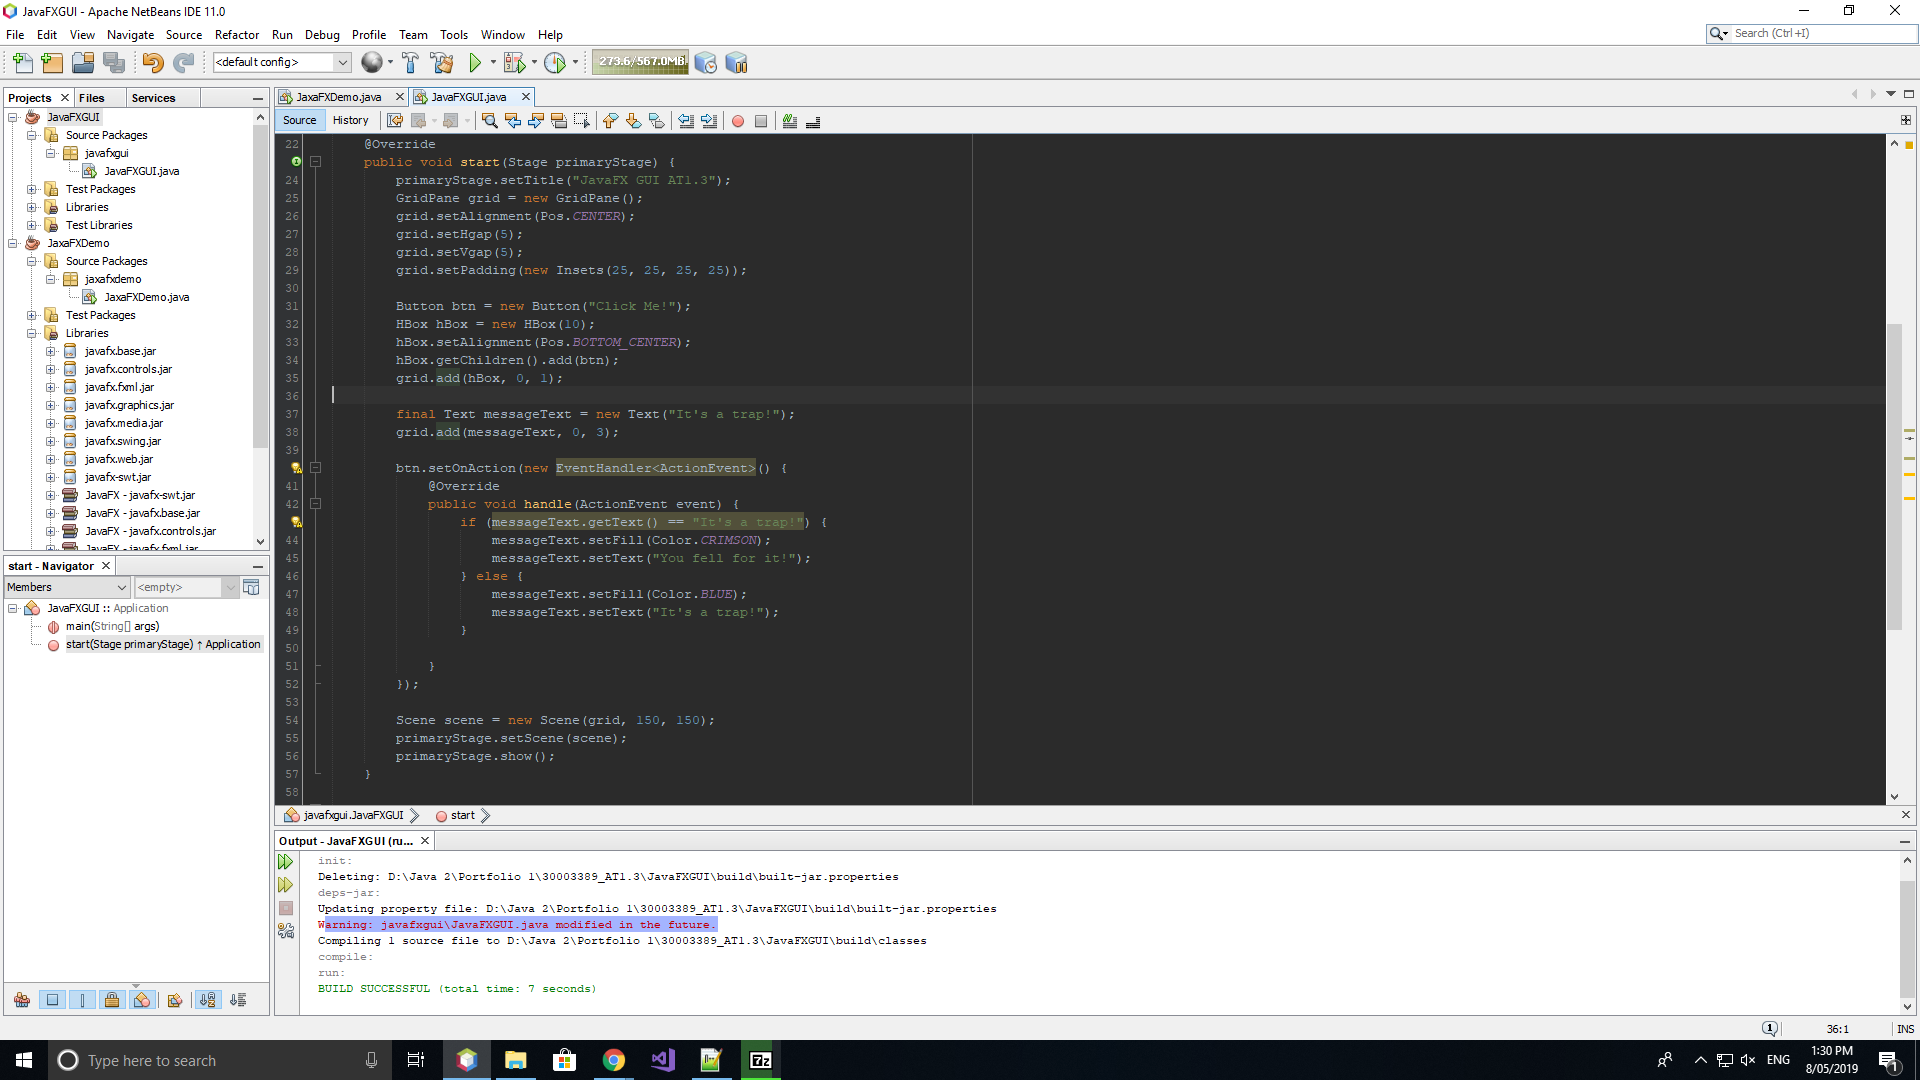 JavaFXGUI - Apache NetBeans IDE 11.0
File Edit View Navigate Source Refactor Run Debug Profile Team Tools Window Help
Search (Ctrl+I)
<default config>
273.6/567.0MB
Projects Files Services
JavaFXGUI
Source Packages
javafxgui
JavaFXGUI.java
Test Packages
Libraries
Test Libraries
JaxaFXDemo
Source Packages
jaxafxdemo
JaxaFXDemo.java
Test Packages
Libraries
javafx.base.jar
javafx.controls.jar
javafx.fxml.jar
javafx.graphics.jar
javafx.media.jar
javafx.swing.jar
javafx.web.jar
javafx-swt.jar
JavaFX - javafx-swt.jar
JavaFX - javafx.base.jar
JavaFX - javafx.controls.jar
JavaFX - javafx.fxml.jar
start - Navigator
Members <empty>
JavaFXGUI :: Application
main(String[] args)
start(Stage primaryStage) ↑ Application
JaxaFXDemo.java JavaFXGUI.java
Source History
22 @Override
public void start(Stage primaryStage) {
24 primaryStage.setTitle("JavaFX GUI AT1.3");
25 GridPane grid = new GridPane();
26 grid.setAlignment(Pos.CENTER);
27 grid.setHgap(5);
28 grid.setVgap(5);
29 grid.setPadding(new Insets(25, 25, 25, 25));
30
31 Button btn = new Button("Click Me!");
32 HBox hBox = new HBox(10);
33 hBox.setAlignment(Pos.BOTTOM_CENTER);
34 hBox.getChildren().add(btn);
35 grid.add(hBox, 0, 1);
36
37 final Text messageText = new Text("It's a trap!");
38 grid.add(messageText, 0, 3);
39
btn.setOnAction(new EventHandler<ActionEvent>() {
41 @Override
42 public void handle(ActionEvent event) {
if (messageText.getText() == "It's a trap!") {
44 messageText.setFill(Color.CRIMSON);
45 messageText.setText("You fell for it!");
46 } else {
47 messageText.setFill(Color.BLUE);
48 messageText.setText("It's a trap!");
49 }
50
51 }
52 });
53
54 Scene scene = new Scene(grid, 150, 150);
55 primaryStage.setScene(scene);
56 primaryStage.show();
57 }
58
javafxgui.JavaFXGUI start
Output - JavaFXGUI (ru...
init:
Deleting: D:\Java 2\Portfolio 1\30003389_AT1.3\JavaFXGUI\build\built-jar.properties
deps-jar:
Updating property file: D:\Java 2\Portfolio 1\30003389_AT1.3\JavaFXGUI\build\built-jar.properties
Warning: javafxgui\JavaFXGUI.java modified in the future.
Compiling 1 source file to D:\Java 2\Portfolio 1\30003389_AT1.3\JavaFXGUI\build\classes
compile:
run:
BUILD SUCCESSFUL (total time: 7 seconds)
1 36:1 INS
Type here to search
7z
ENG
1:30 PM
8/05/2019
1